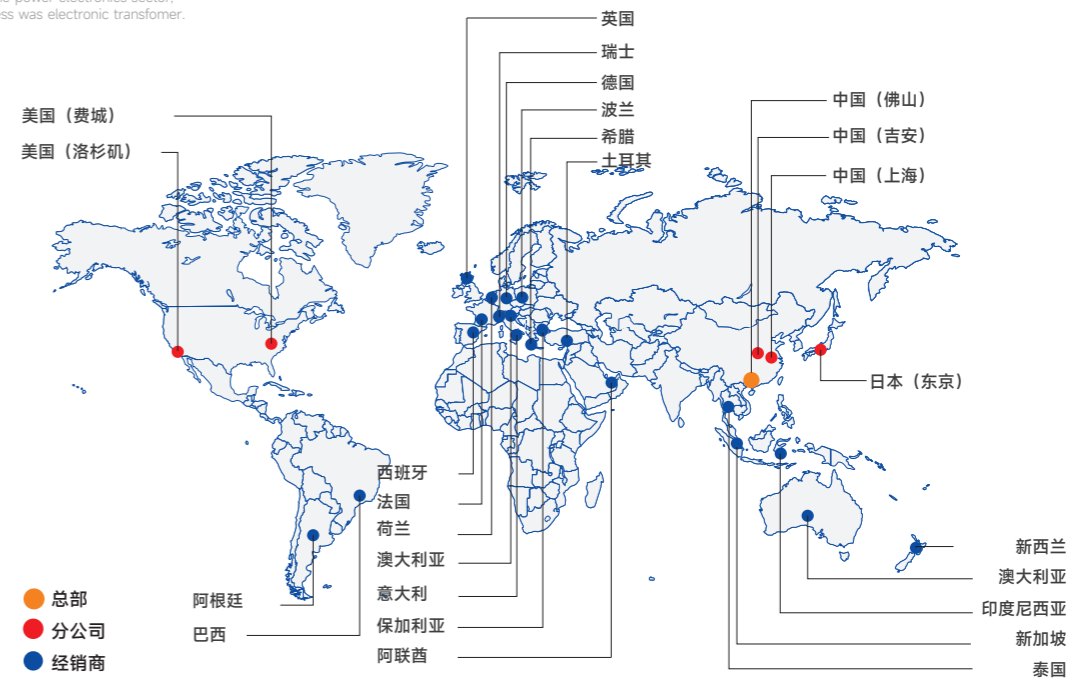 ess was electronic transfomer.
英国
瑞士
德国
波兰
希腊
土耳其
美国（费城）
美国（洛杉矶）
中国（佛山）
中国（吉安）
中国（上海）
日本（东京）
西班牙
法国
荷兰
澳大利亚
意大利
保加利亚
阿联酋
阿根廷
巴西
新西兰
澳大利亚
印度尼西亚
新加坡
泰国
总部
分公司
经销商